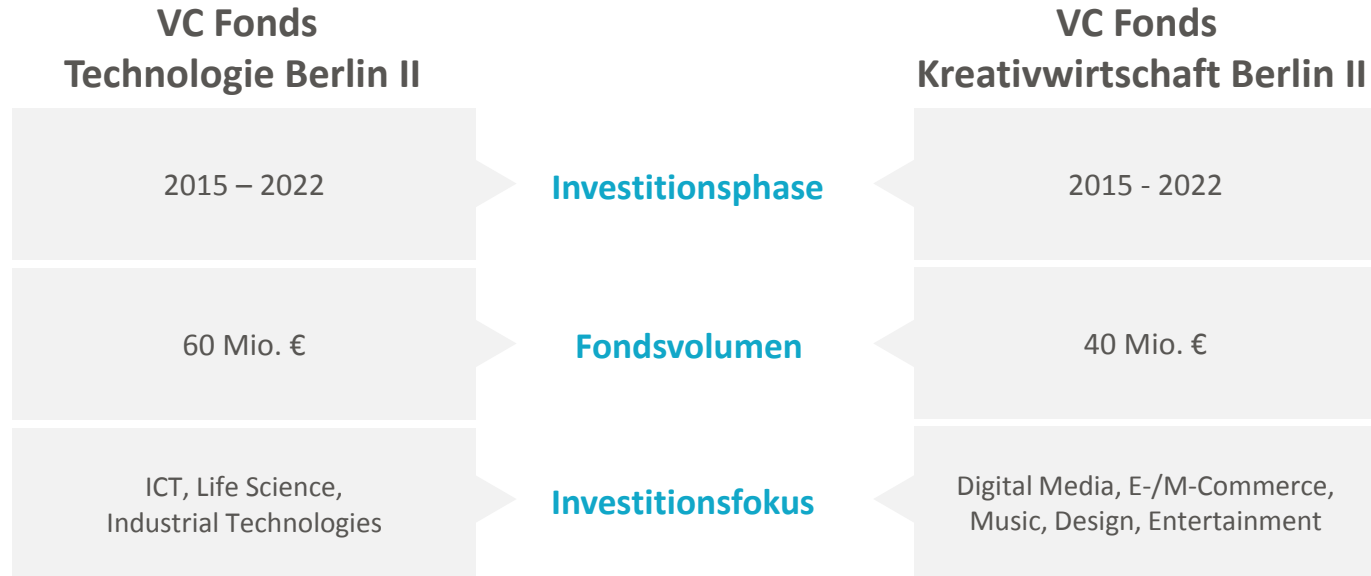 VC Fonds
Technologie Berlin II
VC Fonds
Kreativwirtschaft Berlin II
2015 – 2022
Investitionsphase
2015 - 2022
60 Mio. €
Fondsvolumen
40 Mio. €
ICT, Life Science,
Industrial Technologies
Investitionsfokus
Digital Media, E-/M-Commerce,
Music, Design, Entertainment